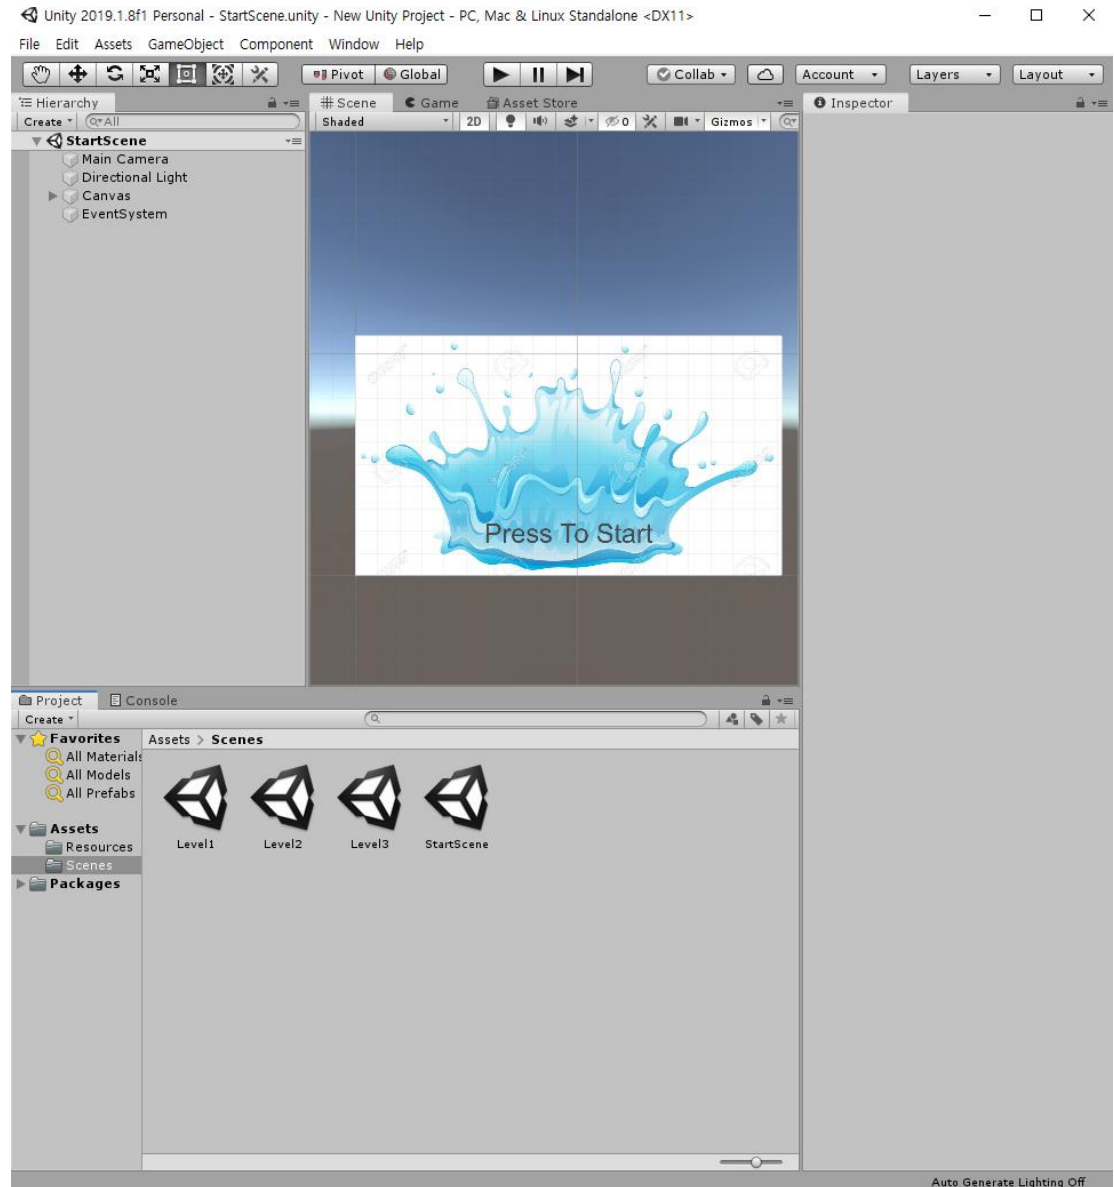 Unity 2019.1.8f1 Personal - StartScene.unity - New Unity Project - PC, Mac & Linux Standalone <DX11>
File Edit Assets GameObject Component Window Help
Pivot Global Collab Account Layers Layout
Hierarchy Scene Game Asset Store Inspector
Create All Shaded 2D 0 Gizmos
StartScene
Main Camera
Directional Light
Canvas
EventSystem
Press To Start
Project Console
Create
Favorites Assets > Scenes
All Materials
All Models
All Prefabs
Assets
Resources Level1 Level2 Level3 StartScene
Scenes
Packages
Auto Generate Lighting Off